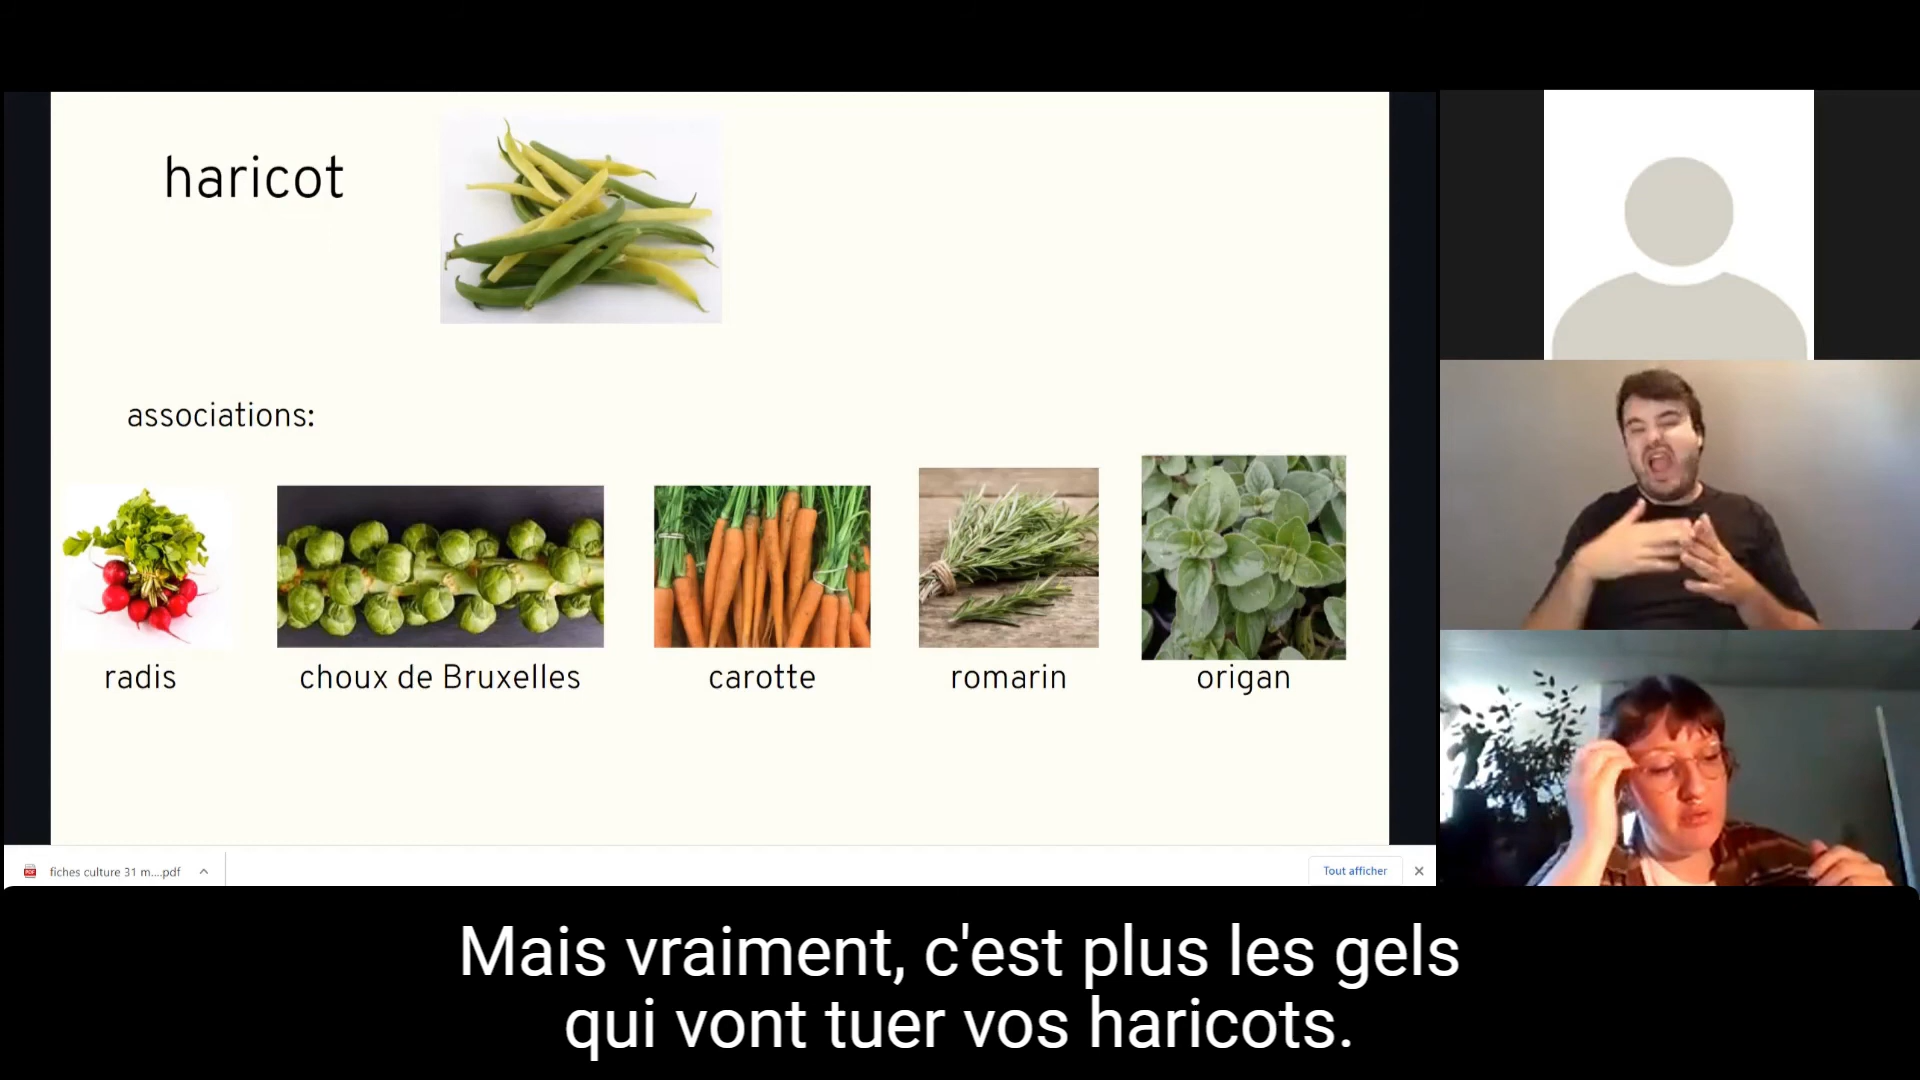 haricot
associations:
radis
choux de Bruxelles
carotte
romarin
origan
fiches culture 31 m....pdf
Tout afficher
Mais vraiment, c'est plus les gels
qui vont tuer vos haricots.